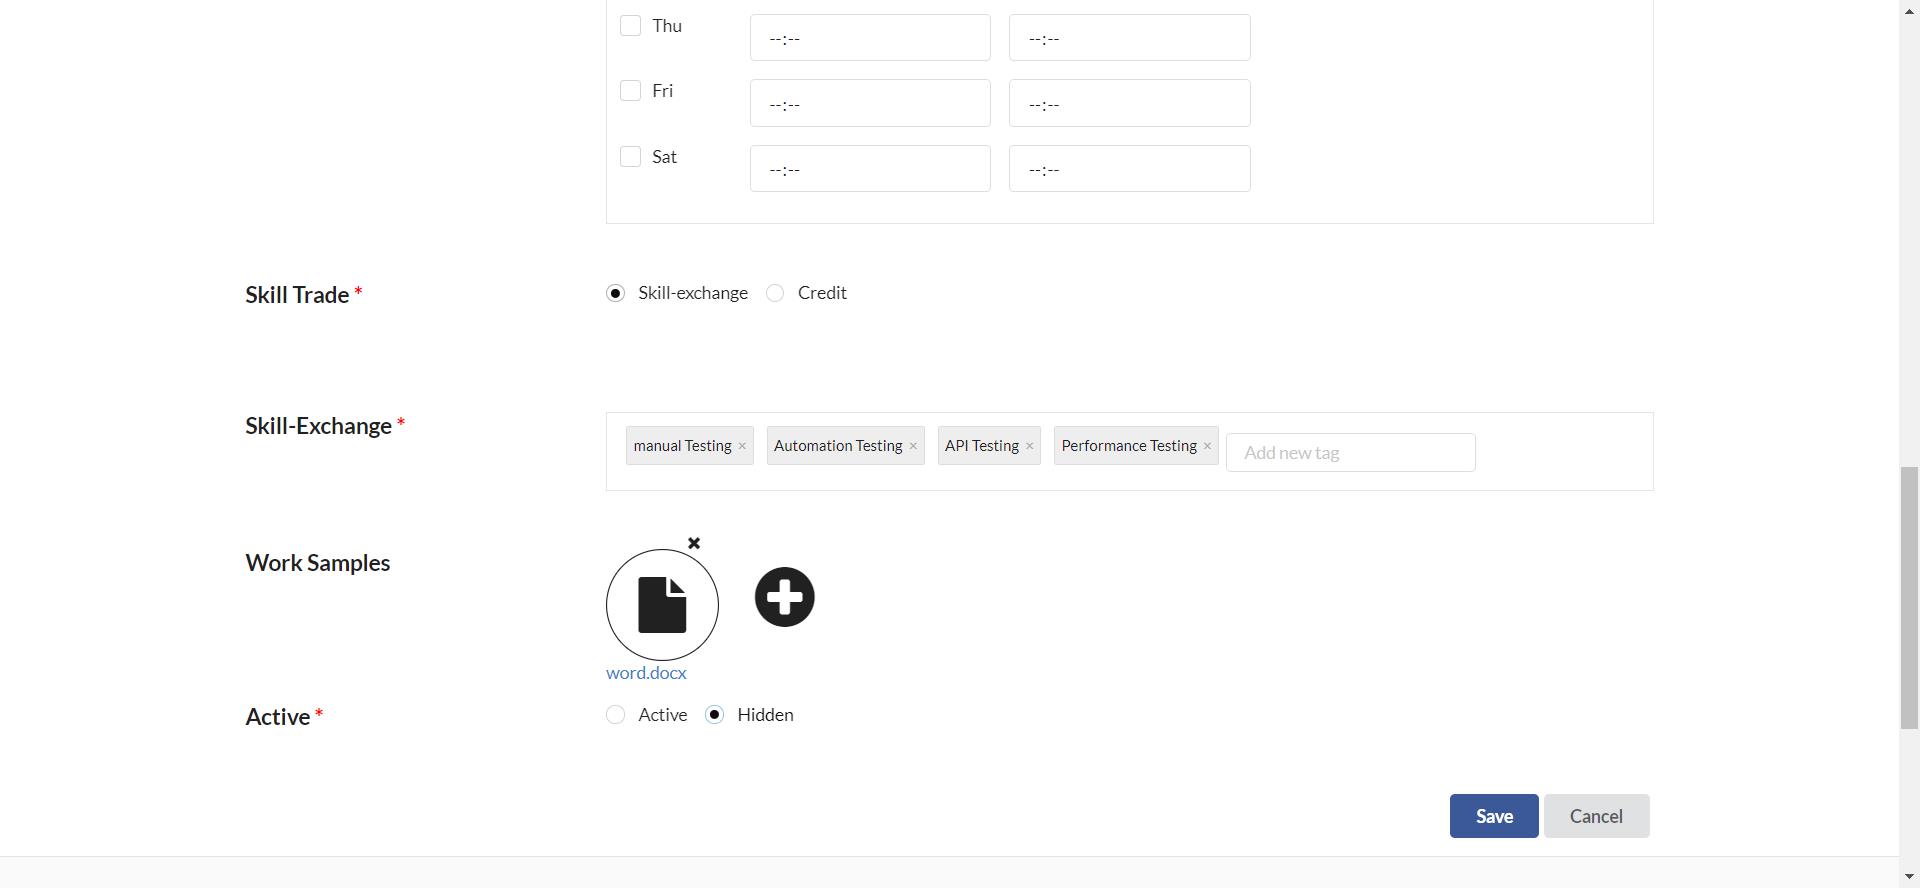 Thu --:-- --:--
Fri --:-- --:--
Sat --:-- --:--
Skill Trade * Skill-exchange Credit
Skill-Exchange * manual Testing × Automation Testing × API Testing × Performance Testing × Add new tag
Work Samples
word.docx
Active * Active Hidden
Save Cancel